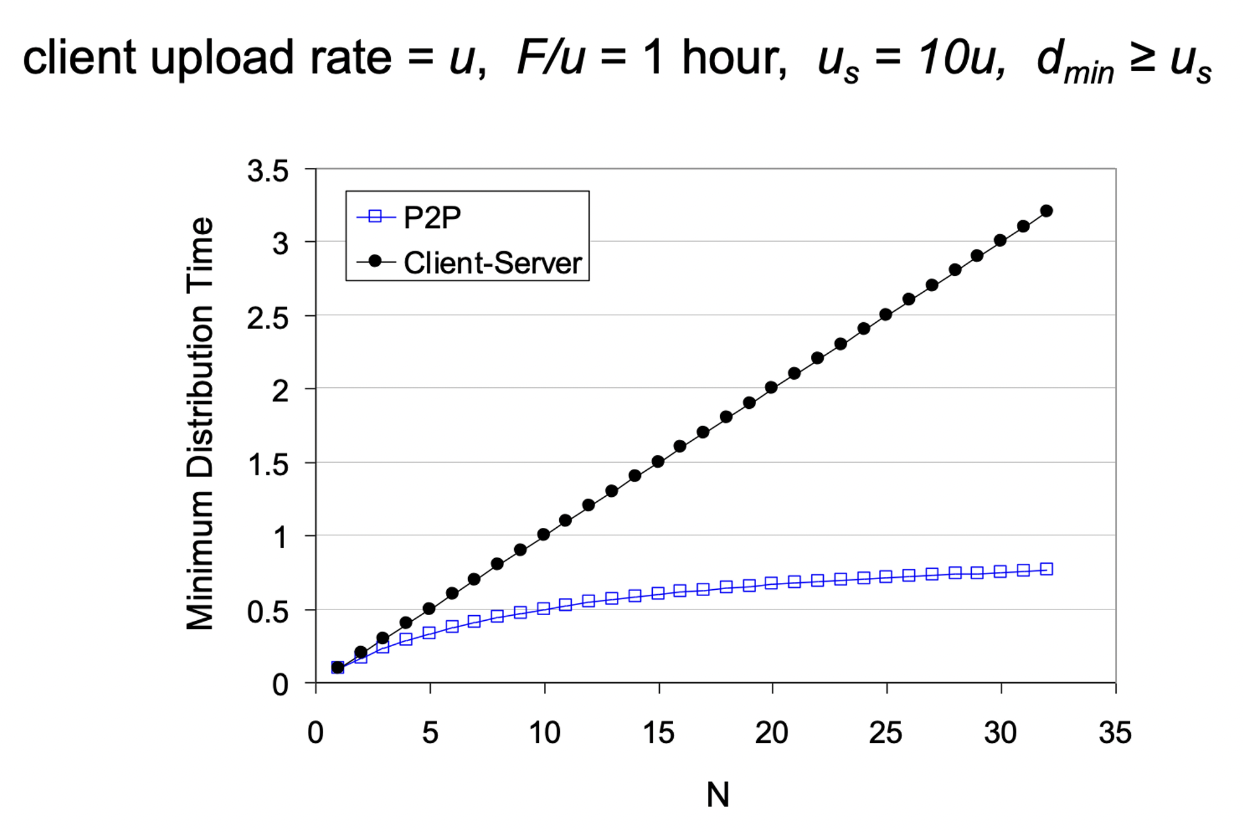 client upload rate = u, F/u = 1 hour, us = 10u, dmin ≥ us
3.5
3
2.5
2
1.5
1
0.5
0
Minimum Distribution Time
P2P
Client-Server
0 5 10 15 20 25 30 35
N